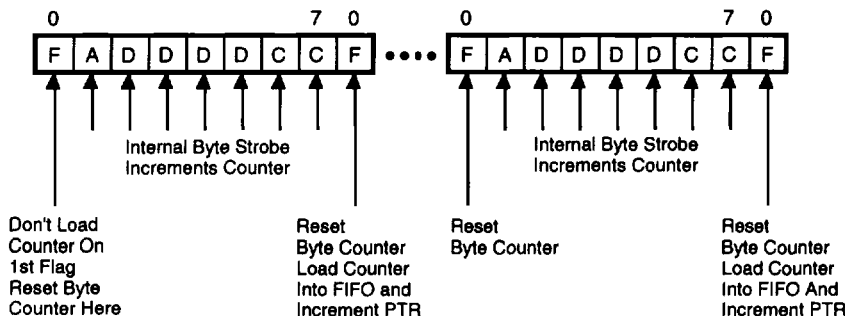 0 7 0 0 7 0
F A D D D D C C F •••• F A D D D D C C F
Internal Byte Strobe
Increments Counter
Internal Byte Strobe
Increments Counter
Don't Load
Counter On
1st Flag
Reset Byte
Counter Here
Reset
Byte Counter
Load Counter
Into FIFO and
Increment PTR
Reset
Byte Counter
Reset
Byte Counter
Load Counter
Into FIFO And
Increment PTR